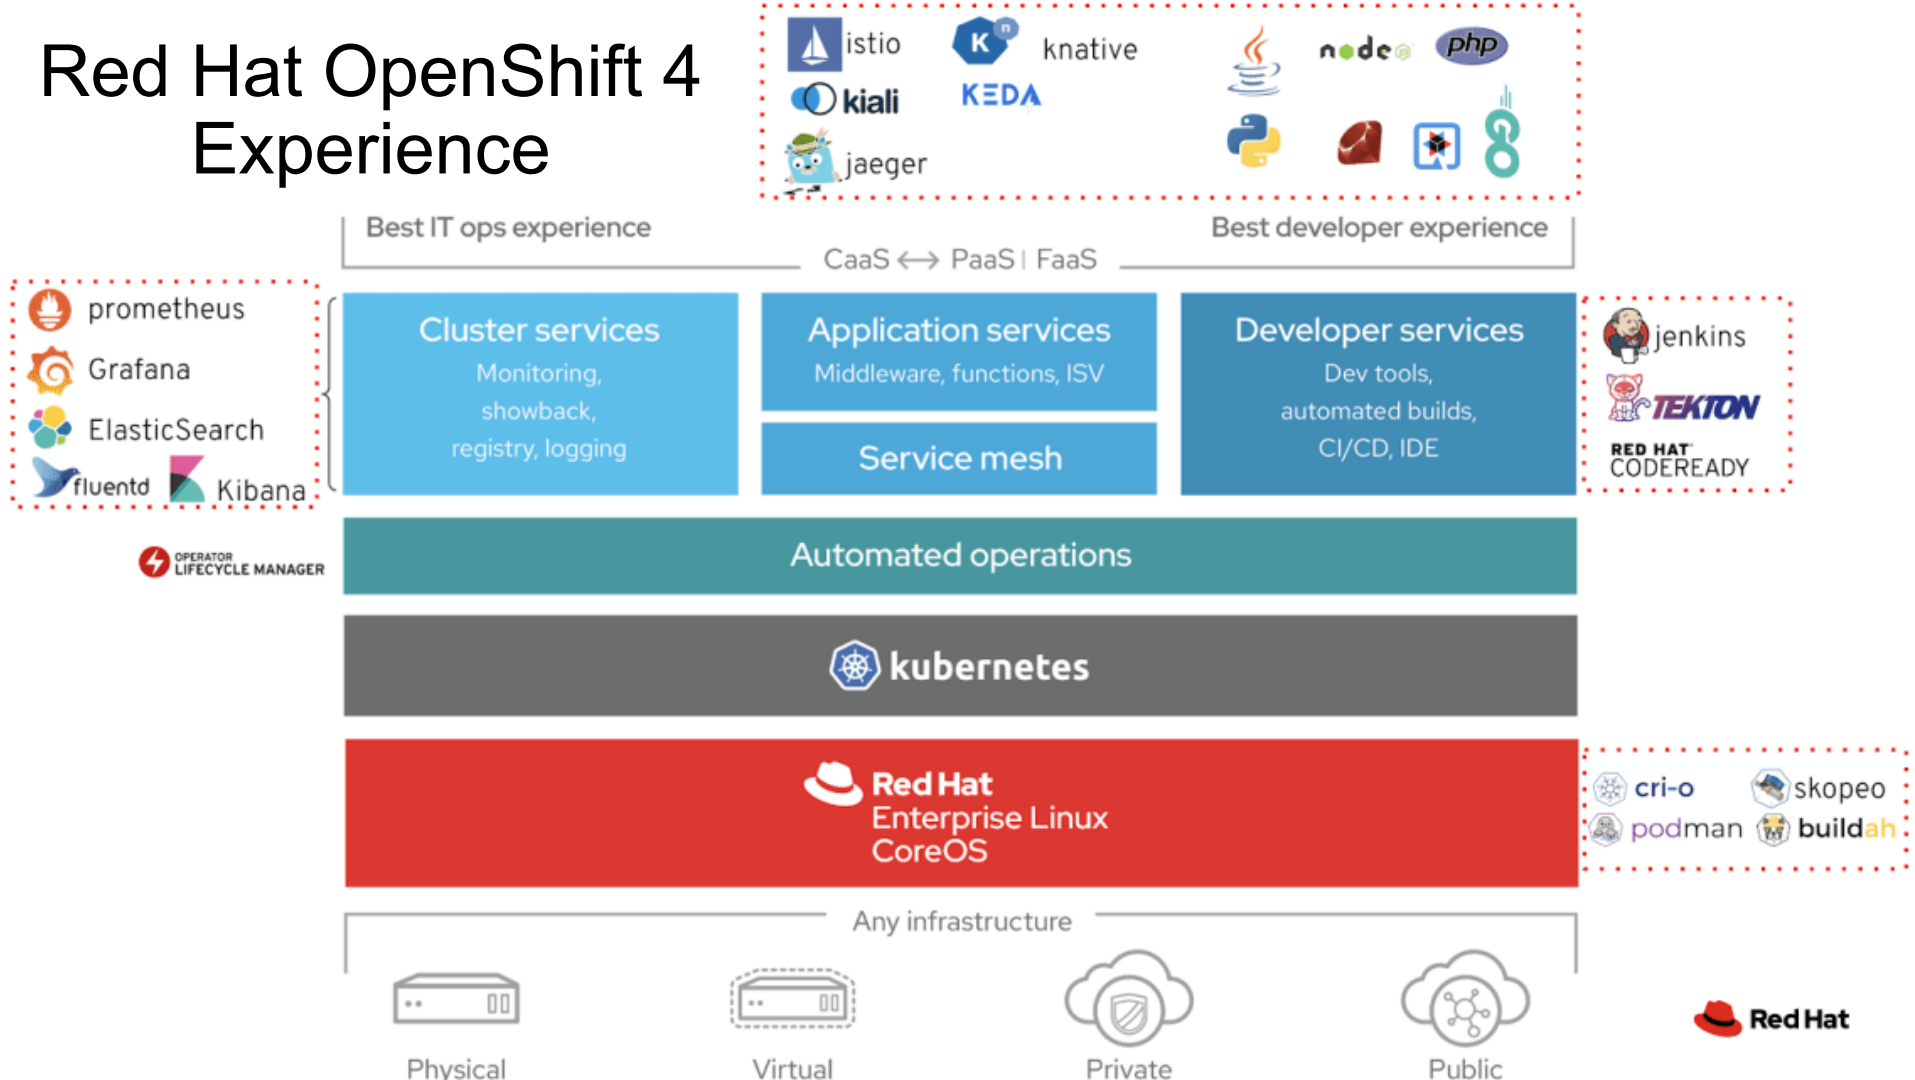 Red Hat OpenShift 4
Experience
istio
knative
node JS
php
kiali
KEDA
jaeger
GO
Best IT ops experience
Best developer experience
CaaS ↔ PaaS | FaaS
prometheus
Grafana
ElasticSearch
fluentd
Kibana
Cluster services
Monitoring,
showback,
registry, logging
Application services
Middleware, functions, ISV
Service mesh
Developer services
Dev tools,
automated builds,
CI/CD, IDE
jenkins
TEKTON
RED HAT
CODEREADY
OPERATOR
LIFECYCLE MANAGER
Automated operations
kubernetes
Red Hat
Enterprise Linux
CoreOS
cri-o
skopeo
podman
buildah
Any infrastructure
Physical
Virtual
Private
Public
Red Hat